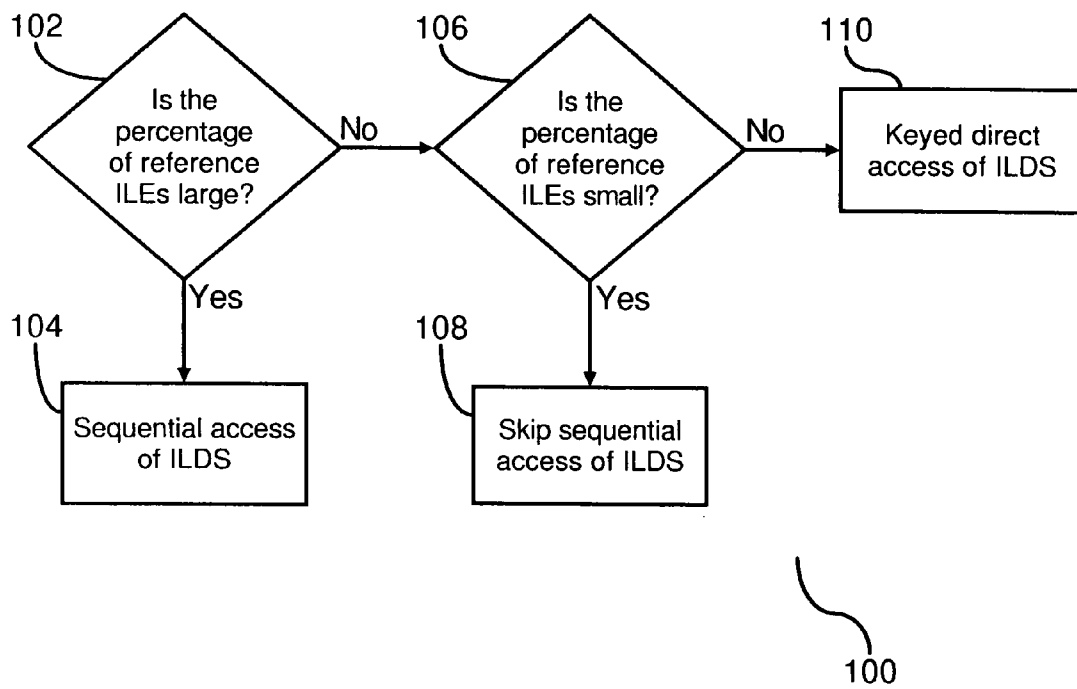 102
Is the
percentage
of reference
ILEs large?
No
Yes
104
Sequential access
of ILDS
106
Is the
percentage
of reference
ILEs small?
No
Yes
108
Skip sequential
access of ILDS
110
Keyed direct
access of ILDS
100